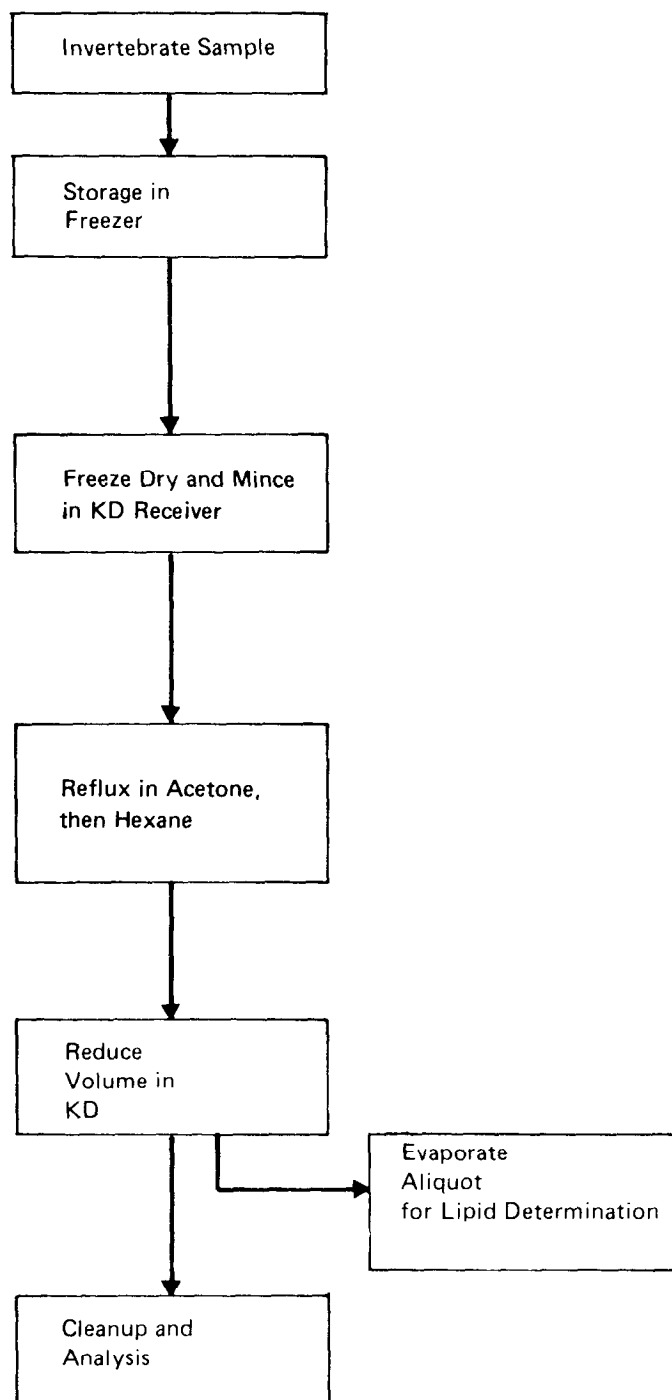 Invertebrate Sample
Storage in
Freezer
Freeze Dry and Mince
in KD Receiver
Reflux in Acetone,
then Hexane
Reduce
Volume in
KD
Evaporate
Aliquot
for Lipid Determination
Cleanup and
Analysis